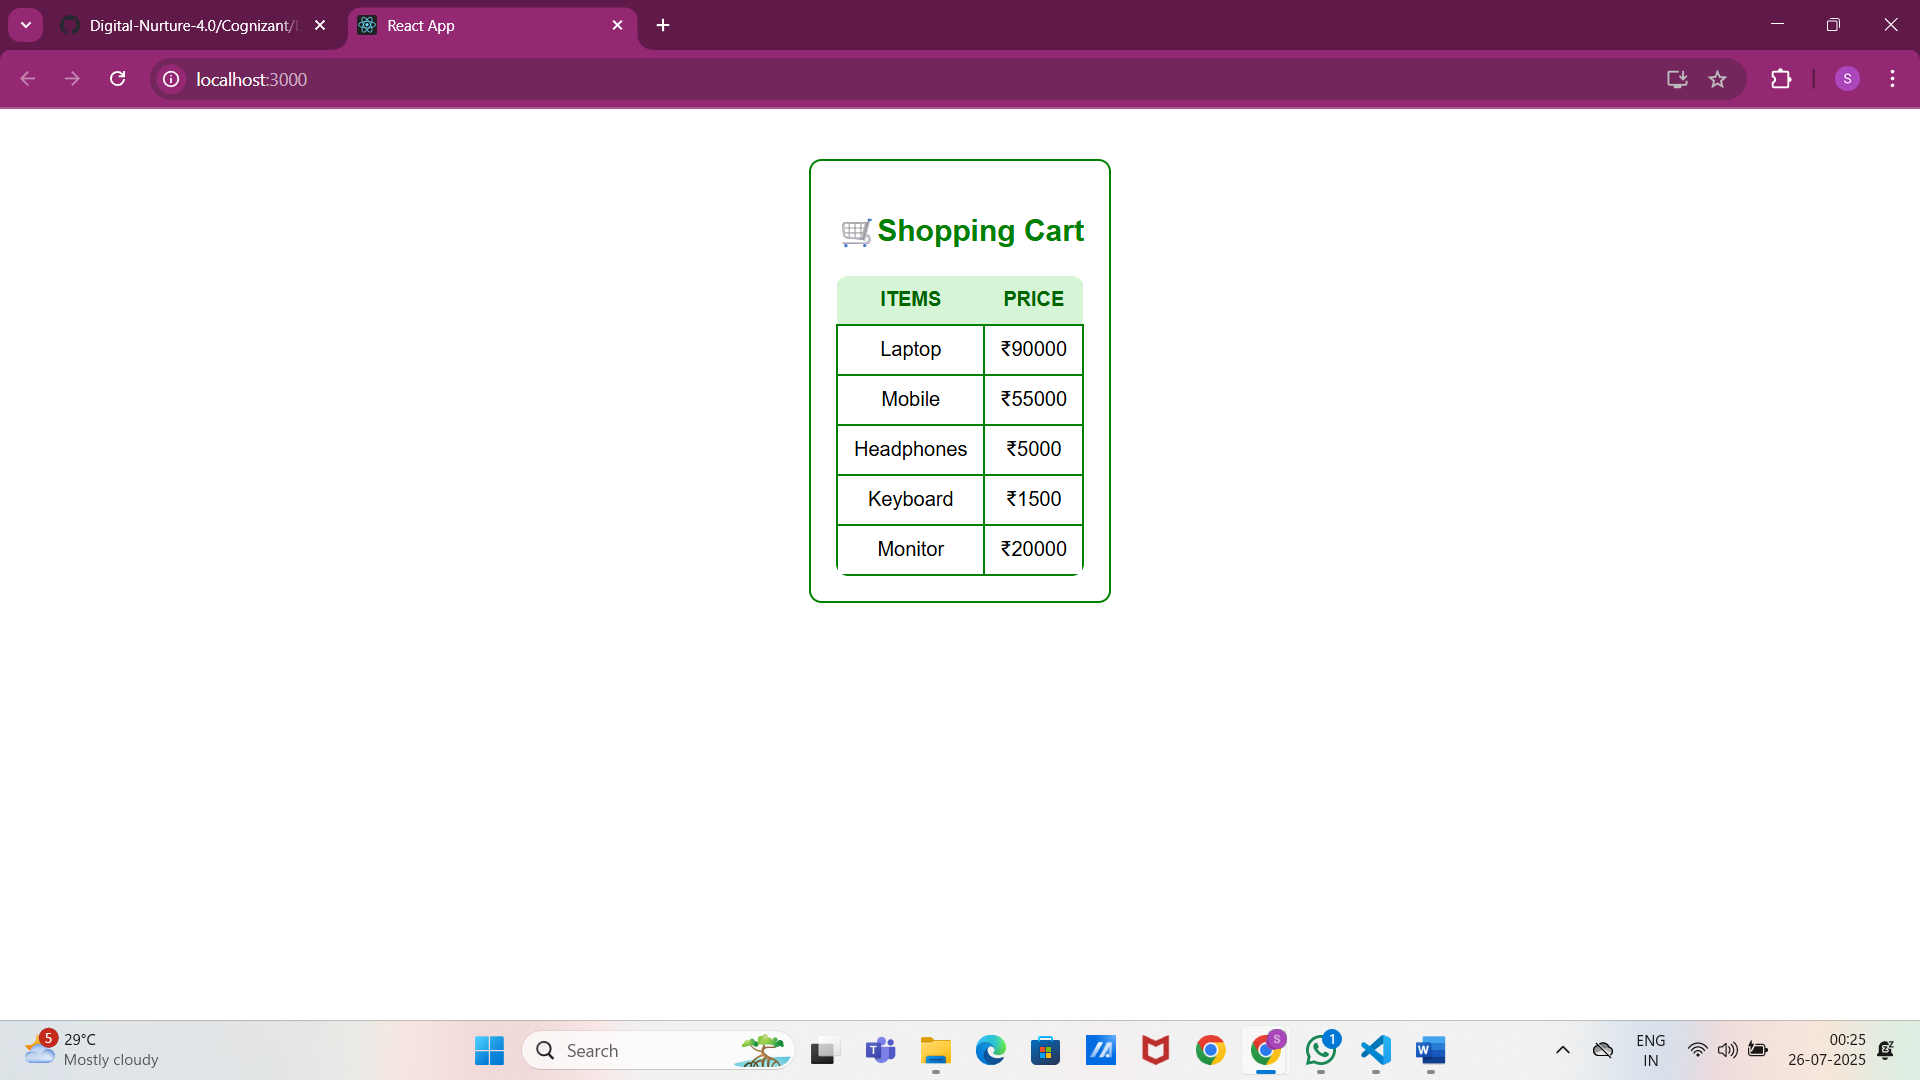 Digital-Nurture-4.0/Cognizant/
React App
localhost:3000
S
Shopping Cart
ITEMS PRICE
Laptop ₹90000
Mobile ₹55000
Headphones ₹5000
Keyboard ₹1500
Monitor ₹20000
5
29°C
Mostly cloudy
Search
T
S
1
W
ENG
IN
00:25
26-07-2025